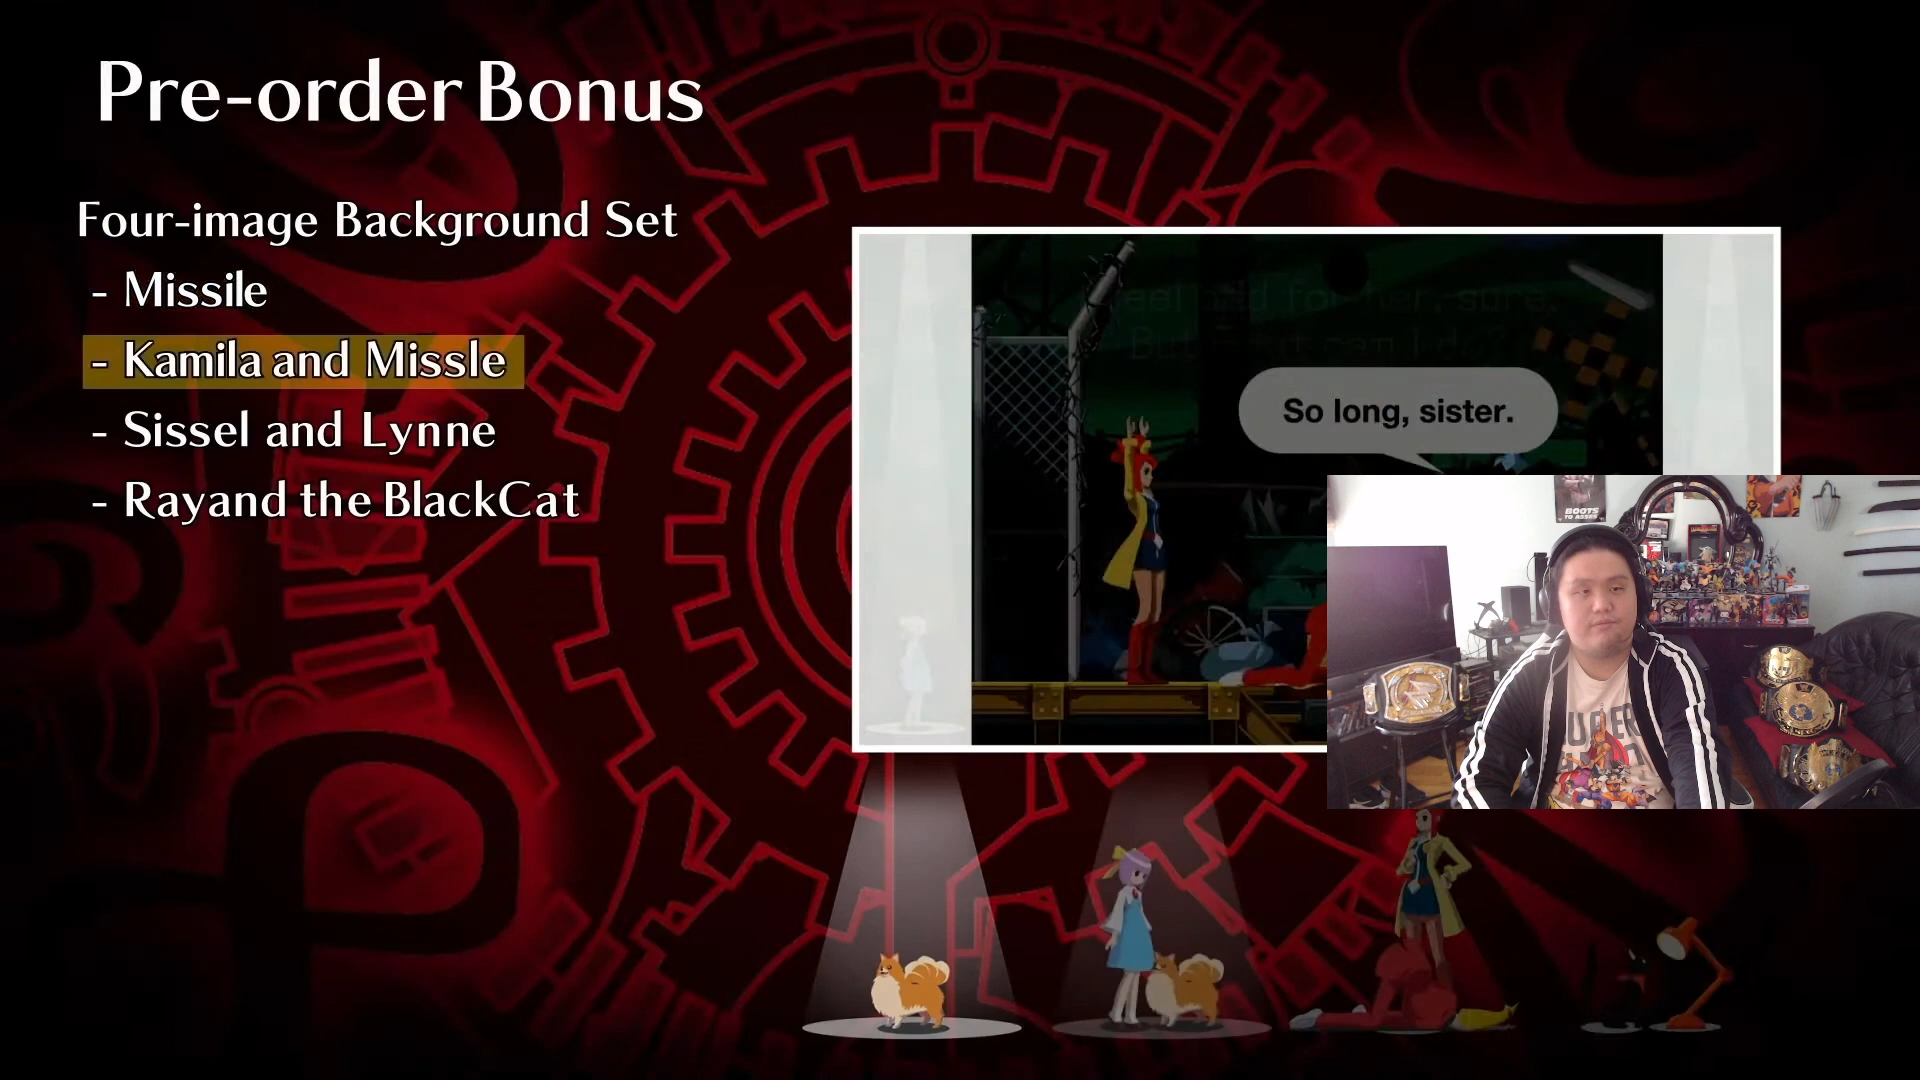 Pre-order Bonus
Four-image Background Set
- Missile
- Kamila and Missle
- Sissel and Lynne
- Rayand the BlackCat
So long, sister.
BOONTS